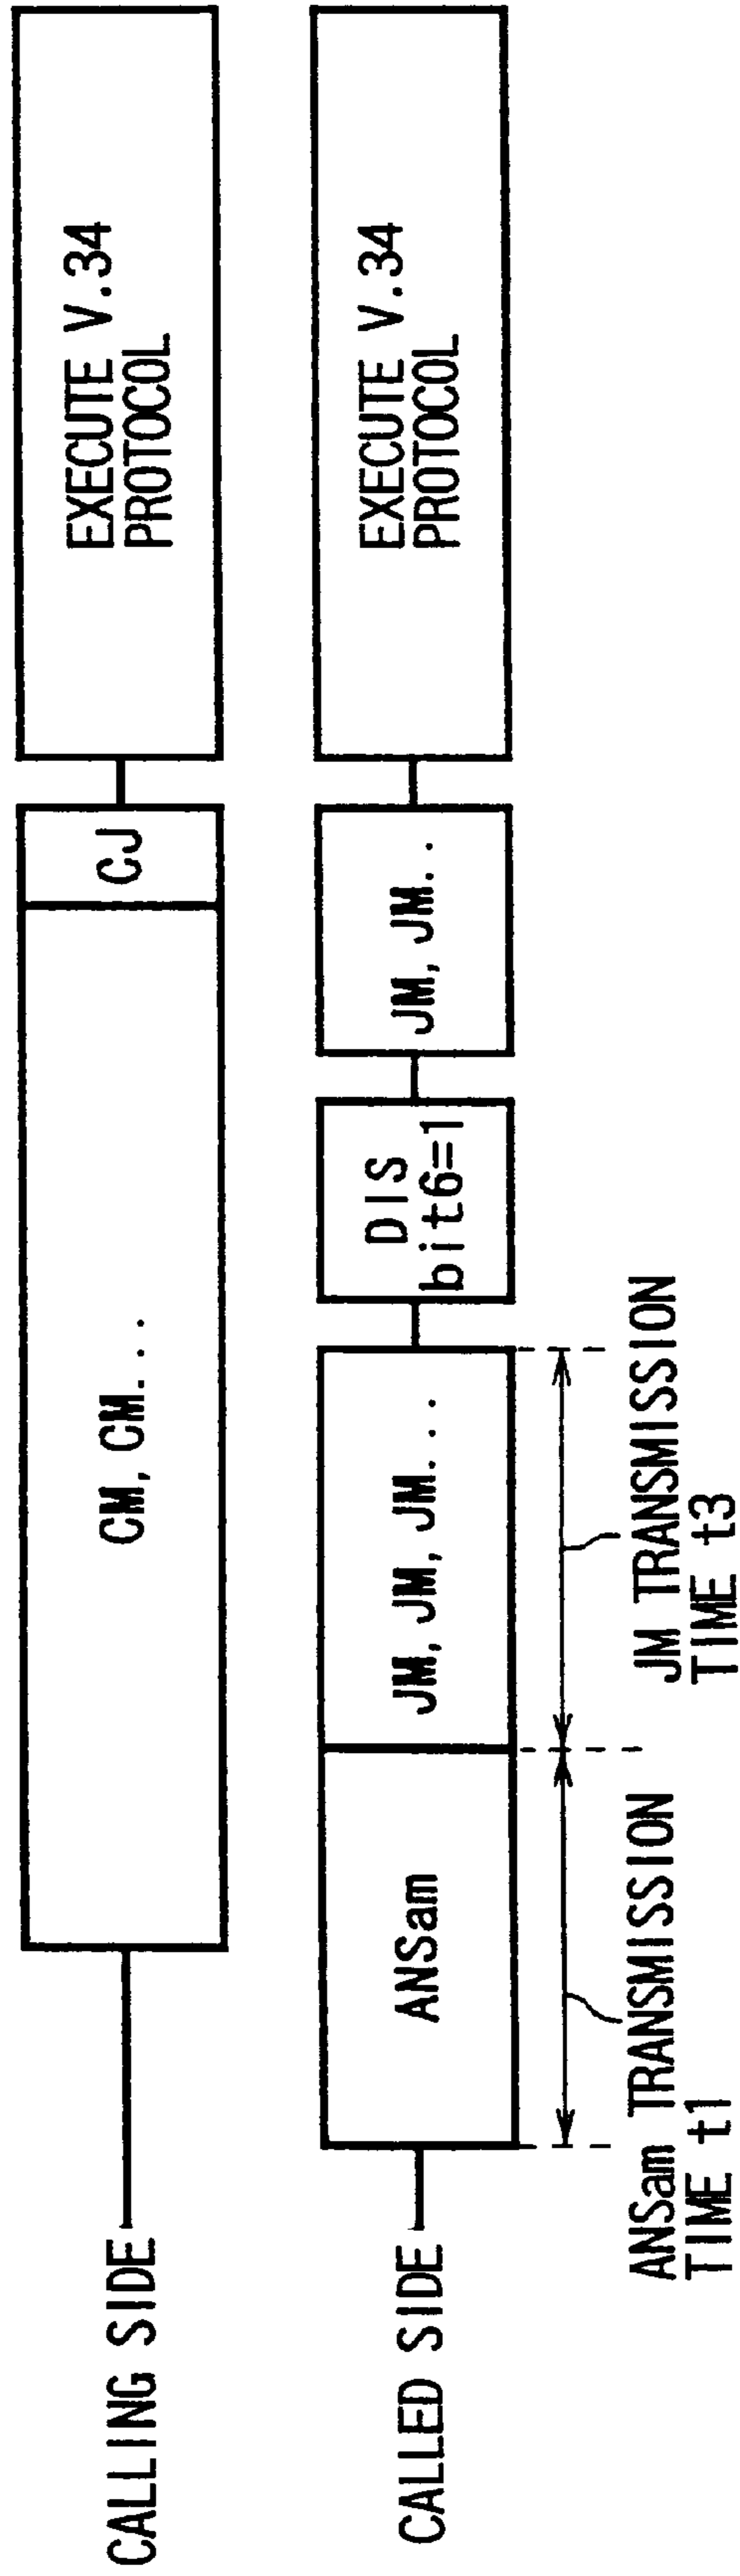 CALLING SIDE
CM, CM...
CJ
EXECUTE V.34
PROTOCOL
CALLED SIDE
ANSam
JM, JM, JM...
DIS
bit6=1
JM, JM..
EXECUTE V.34
PROTOCOL
ANSam TRANSMISSION
TIME t1
JM TRANSMISSION
TIME t3